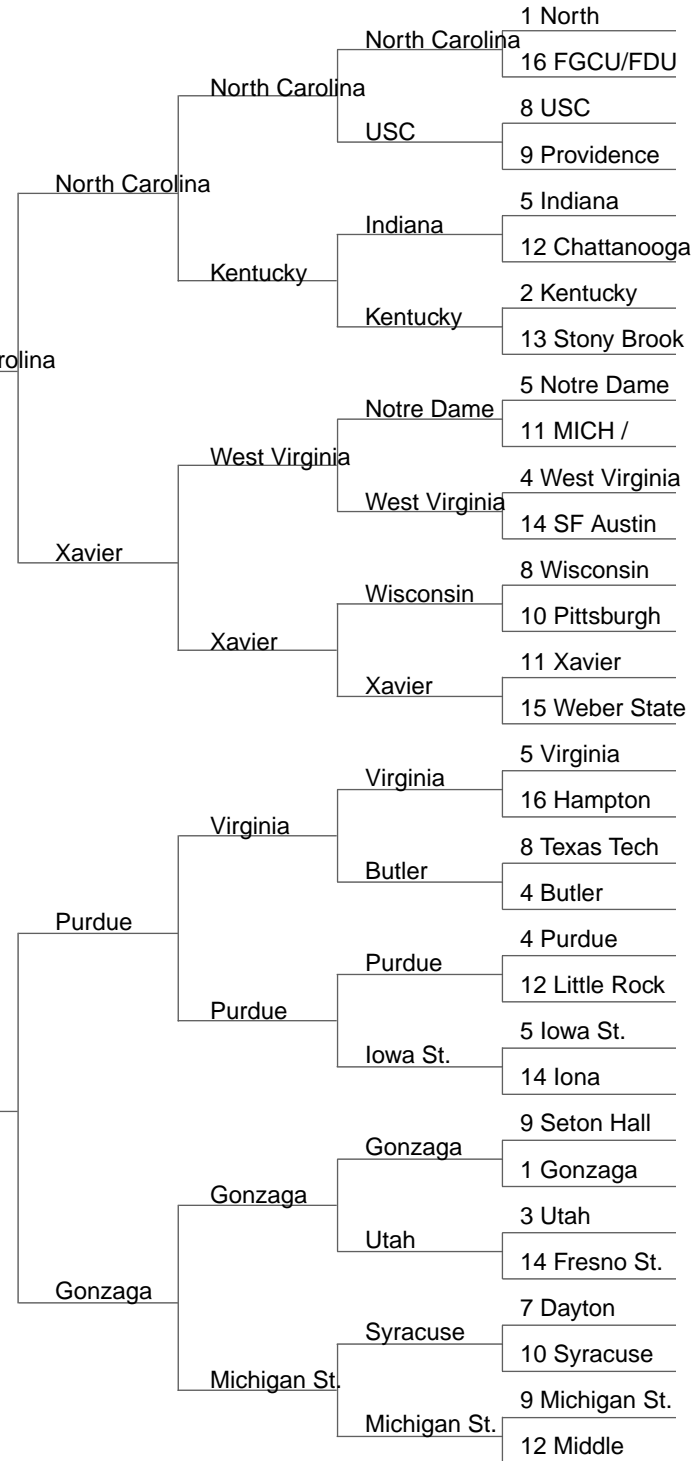 1 North
North Carolina
16 FGCU/FDU
North Carolina
8 USC
USC
9 Providence
North Carolina
5 Indiana
Indiana
12 Chattanooga
Kentucky
2 Kentucky
Kentucky
13 Stony Brook
rolina
5 Notre Dame
Notre Dame
11 MICH /
West Virginia
4 West Virginia
West Virginia
14 SF Austin
Xavier
8 Wisconsin
Wisconsin
10 Pittsburgh
Xavier
11 Xavier
Xavier
15 Weber State
5 Virginia
Virginia
16 Hampton
Virginia
8 Texas Tech
Butler
4 Butler
Purdue
4 Purdue
Purdue
12 Little Rock
Purdue
5 Iowa St.
Iowa St.
14 Iona
9 Seton Hall
Gonzaga
1 Gonzaga
Gonzaga
3 Utah
Utah
14 Fresno St.
Gonzaga
7 Dayton
Syracuse
10 Syracuse
Michigan St.
9 Michigan St.
Michigan St.
12 Middle